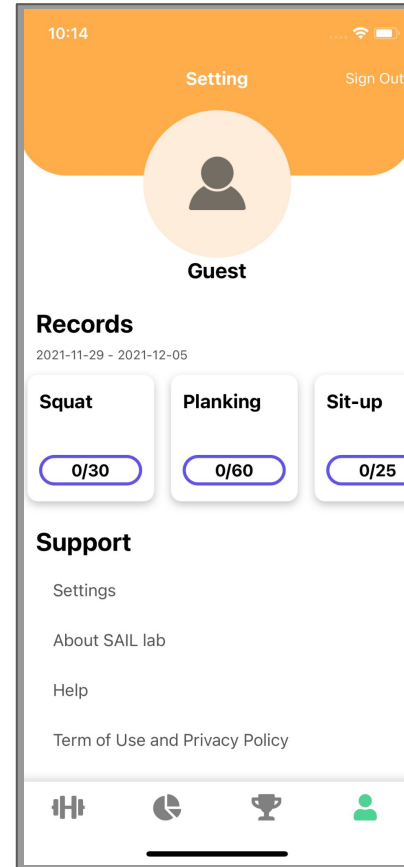 10:14
Setting
Sign Out
Guest
Records
2021-11-29 - 2021-12-05
Squat
Planking
Sit-up
0/30
0/60
0/25
Support
Settings
About SAIL lab
Help
Term of Use and Privacy Policy